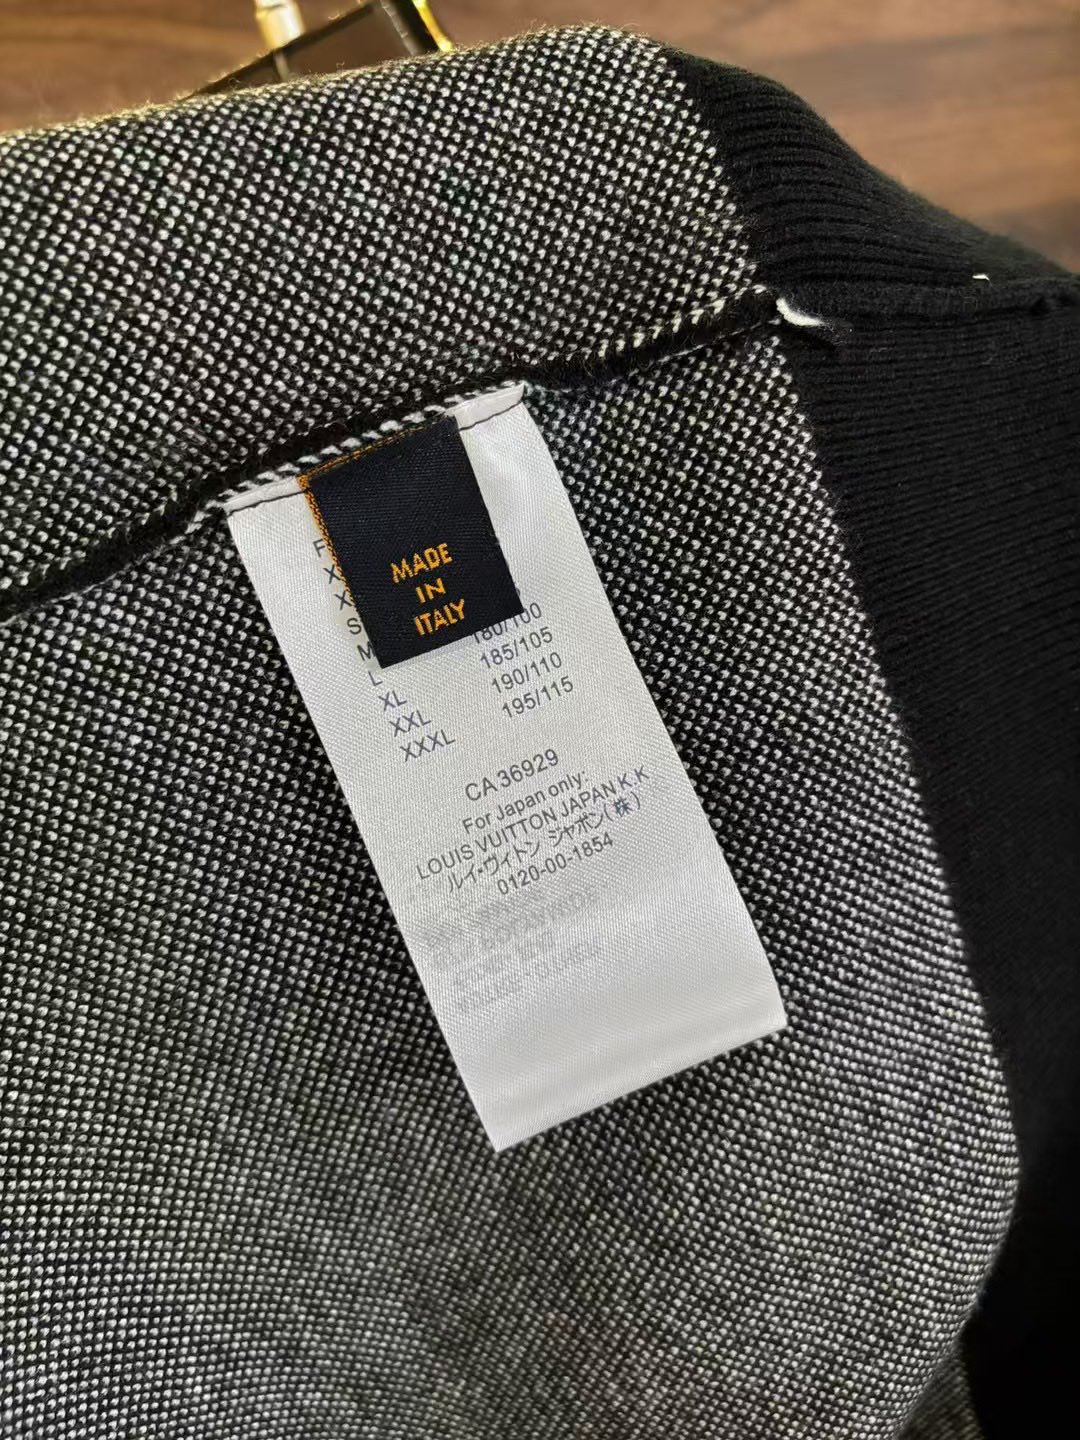 MADE
IN
ITALY
F
X
X
S
M
L 180/100
XL 185/105
XXL 190/110
XXXL 195/115
CA 36929
For Japan only:
LOUIS VUITTON JAPAN K.K
ルイ・ヴィトン ジャポン(株)
0120-00-1854